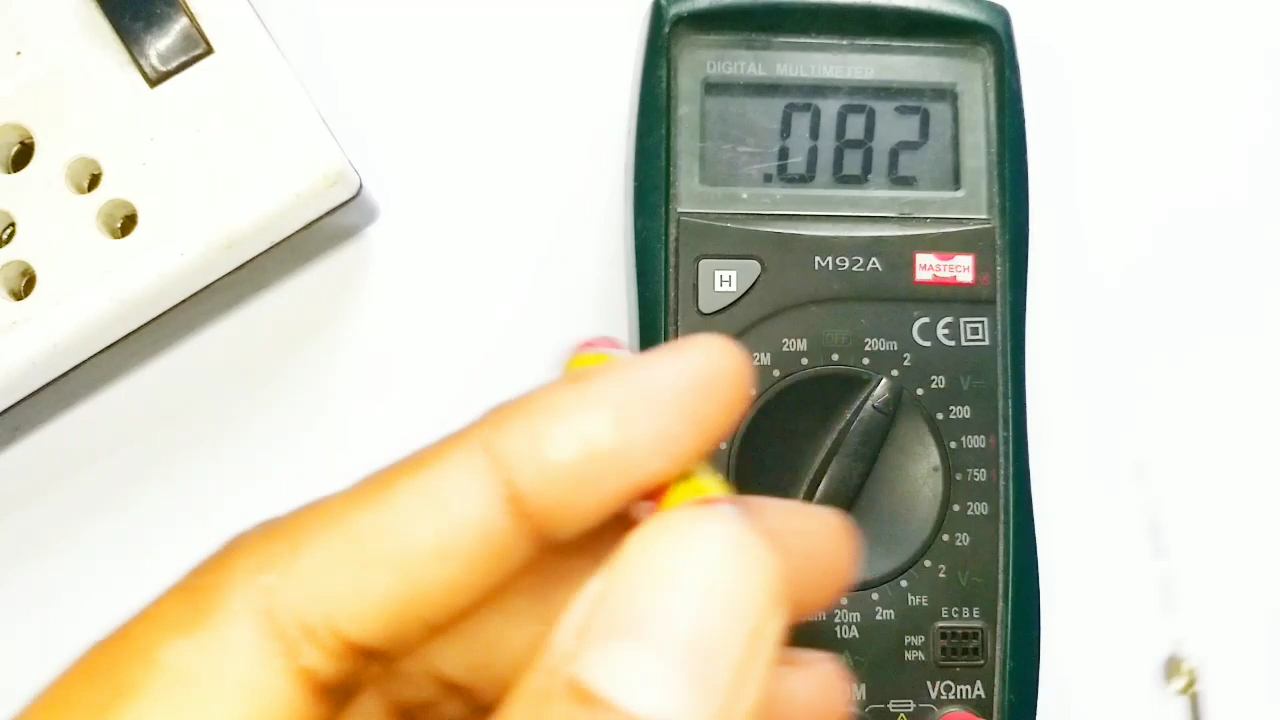 DIGITAL MULTIMETER
.082
H
M92A
MASTECH
CE
OFF
20M
2M
200m
2
20
V
200
1000
750
200
20
2
V~
hFE
2m
20m
10A
E C B E
PNP
NPN
VΩmA